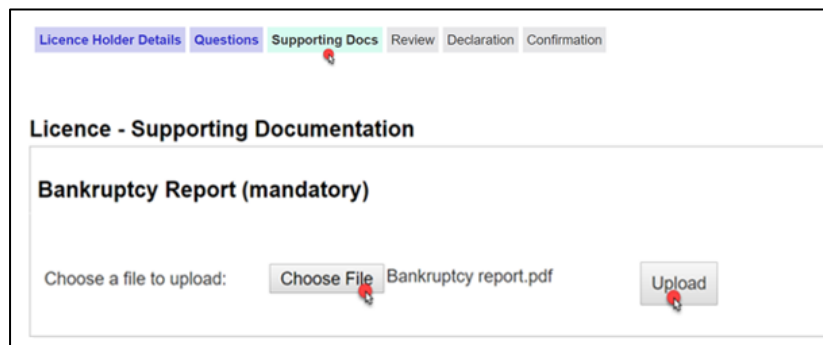 Licence Holder Details Questions Supporting Docs Review Declaration Confirmation
Licence - Supporting Documentation
Bankruptcy Report (mandatory)
Choose a file to upload: Choose File Bankruptcy report.pdf Upload